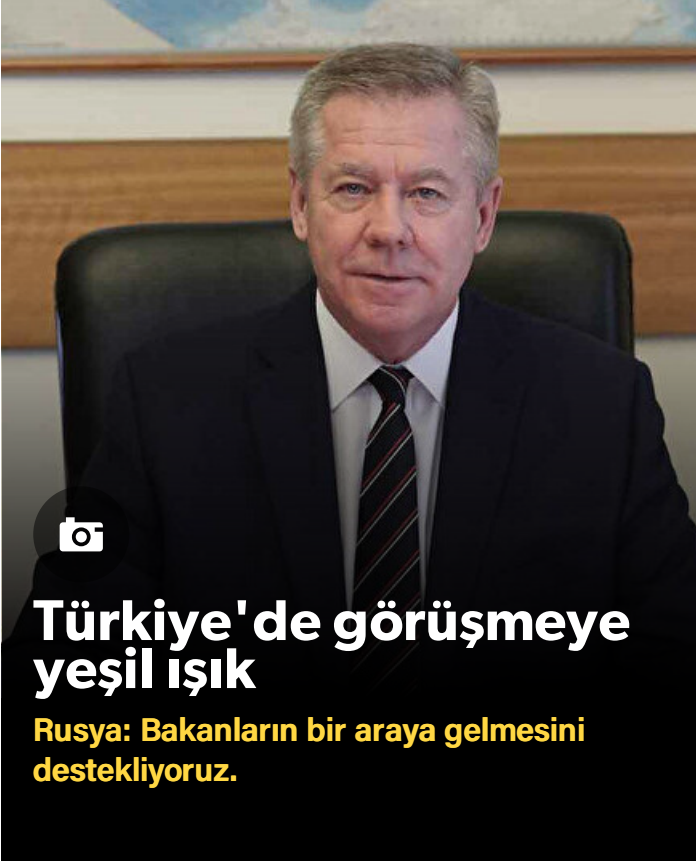 Türkiye'de görüşmeye
yeşil ışık
Rusya: Bakanların bir araya gelmesini
destekliyoruz.